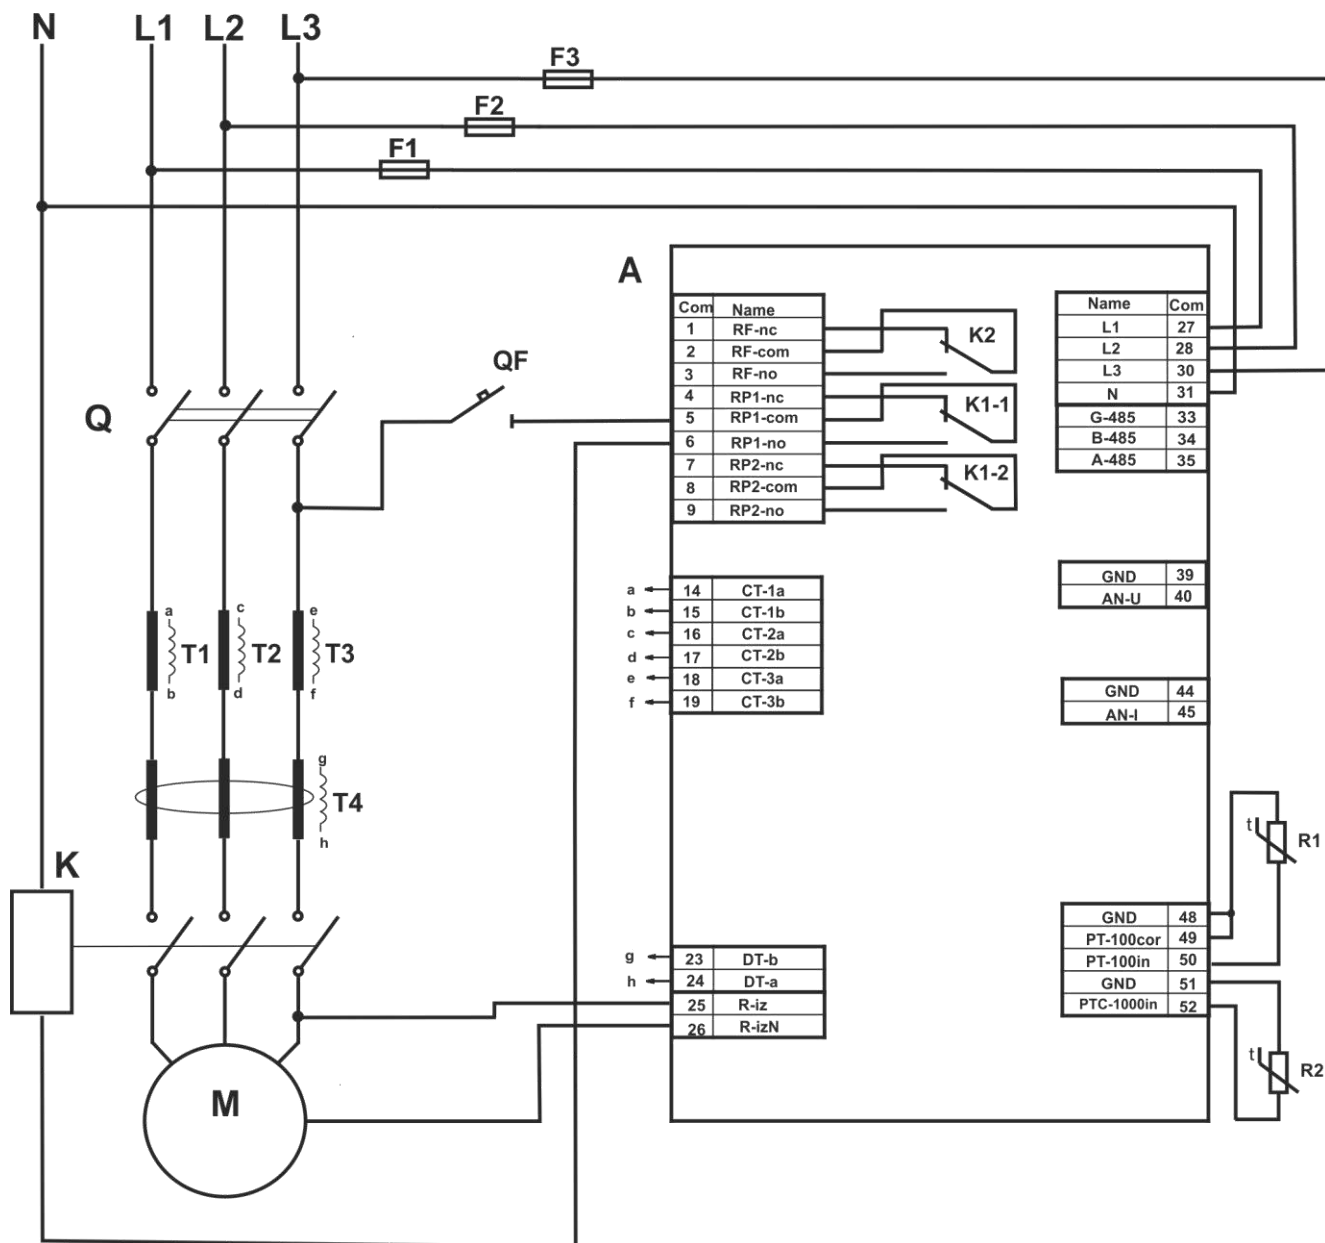 N L1 L2 L3
F3
F2
F1
A
Q
QF
Com Name
1 RF-nc
2 RF-com
3 RF-no
4 RP1-nc
5 RP1-com
6 RP1-no
7 RP2-nc
8 RP2-com
9 RP2-no
K2
K1-1
K1-2
Name Com
L1 27
L2 28
L3 30
N 31
G-485 33
B-485 34
A-485 35
a 14 CT-1a
b 15 CT-1b
c 16 CT-2a
d 17 CT-2b
e 18 CT-3a
f 19 CT-3b
GND 39
AN-U 40
GND 44
AN-I 45
a c e
T1 T2 T3
b d f
g
T4
h
K
g 23 DT-b
h 24 DT-a
25 R-iz
26 R-izN
GND 48
PT-100cor 49
PT-100in 50
GND 51
PTC-1000in 52
t R1
t R2
M